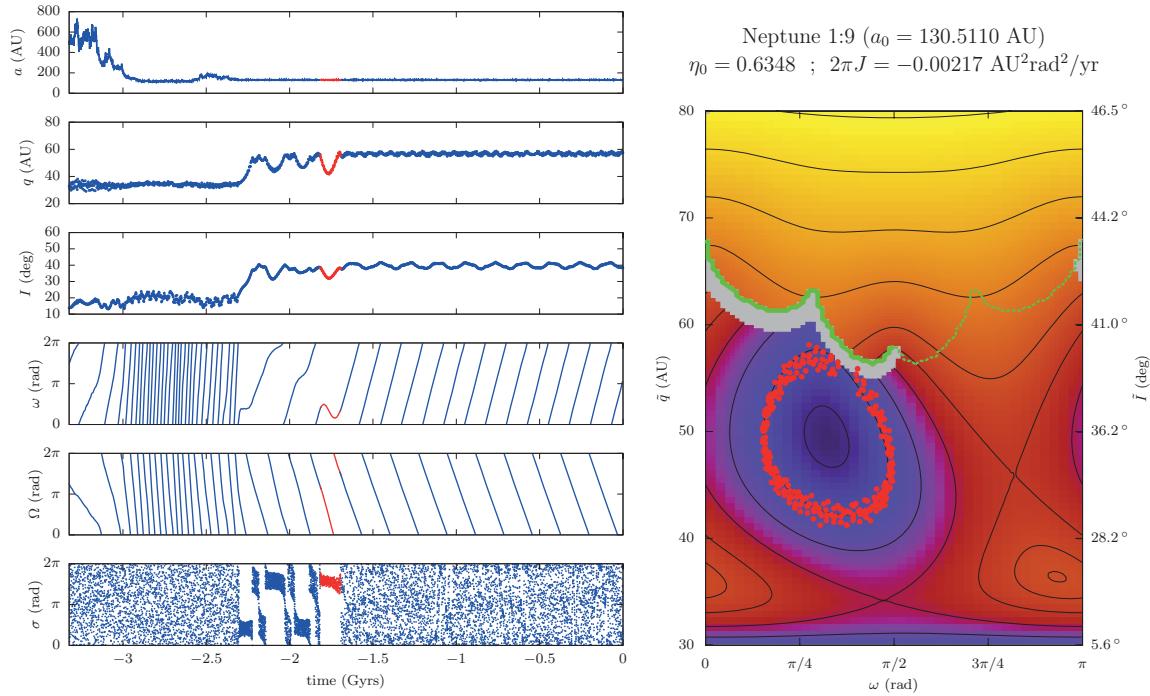 800
600
400
200
0
a (AU)
80
60
40
20
q (AU)
60
50
40
30
20
10
I (deg)
2π
π
0
ω (rad)
2π
π
0
Ω (rad)
2π
π
0
σ (rad)
−3
−2.5
−2
−1.5
−1
−0.5
0
time (Gyrs)
Neptune 1:9 (a₀ = 130.5110 AU)
η₀ = 0.6348 ; 2πJ = −0.00217 AU²rad²/yr
80
70
60
50
40
30
q̃ (AU)
46.5°
44.2°
41.0°
36.2°
28.2°
5.6°
Ĩ (deg)
0
π/4
π/2
3π/4
π
ω (rad)